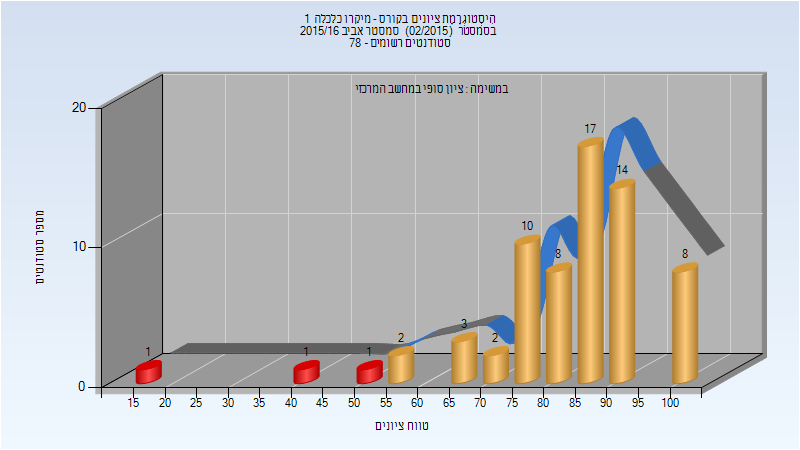 היסטוגרמת ציונים בקורס - מיקרו כלכלה 1
בסמסטר (02/2015) סמסטר אביב 2015/16
סטודנטים רשומים - 78
במשימה : ציון סופי במחשב המרכזי
מספר סטודנטים
20
10
0
1
1
1
2
3
2
10
8
17
14
8
15 20 25 30 35 40 45 50 55 60 65 70 75 80 85 90 95 100
טווח ציונים